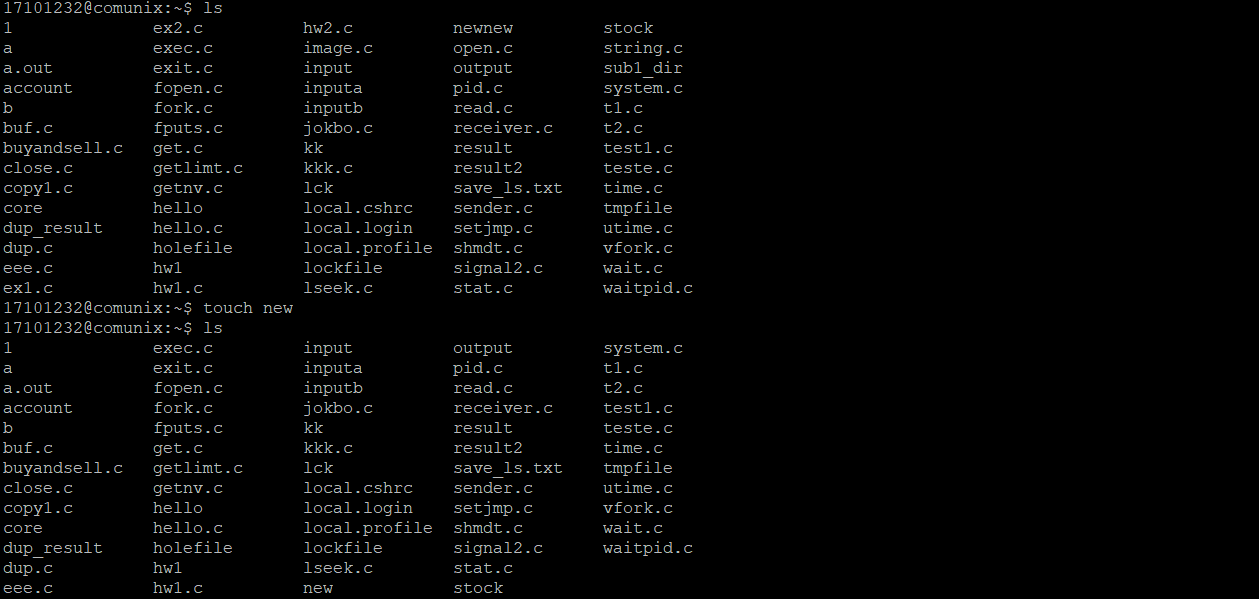 17101232@comunix:~$ ls
1 ex2.c hw2.c newnew stock
a exec.c image.c open.c string.c
a.out exit.c input output sub1_dir
account fopen.c inputa pid.c system.c
b fork.c inputb read.c t1.c
buf.c fputs.c jokbo.c receiver.c t2.c
buyandsell.c get.c kk result test1.c
close.c getlimt.c kkk.c result2 teste.c
copy1.c getnv.c lck save_ls.txt time.c
core hello local.cshrc sender.c tmpfile
dup_result hello.c local.login setjmp.c utime.c
dup.c holefile local.profile shmdt.c vfork.c
eee.c hw1 lockfile signal2.c wait.c
ex1.c hw1.c lseek.c stat.c waitpid.c
17101232@comunix:~$ touch new
17101232@comunix:~$ ls
1 exec.c input output system.c
a exit.c inputa pid.c t1.c
a.out fopen.c inputb read.c t2.c
account fork.c jokbo.c receiver.c test1.c
b fputs.c kk result teste.c
buf.c get.c kkk.c result2 time.c
buyandsell.c getlimt.c lck save_ls.txt tmpfile
close.c getnv.c local.cshrc sender.c utime.c
copy1.c hello local.login setjmp.c vfork.c
core hello.c local.profile shmdt.c wait.c
dup_result holefile lockfile signal2.c waitpid.c
dup.c hw1 lseek.c stat.c
eee.c hw1.c new stock